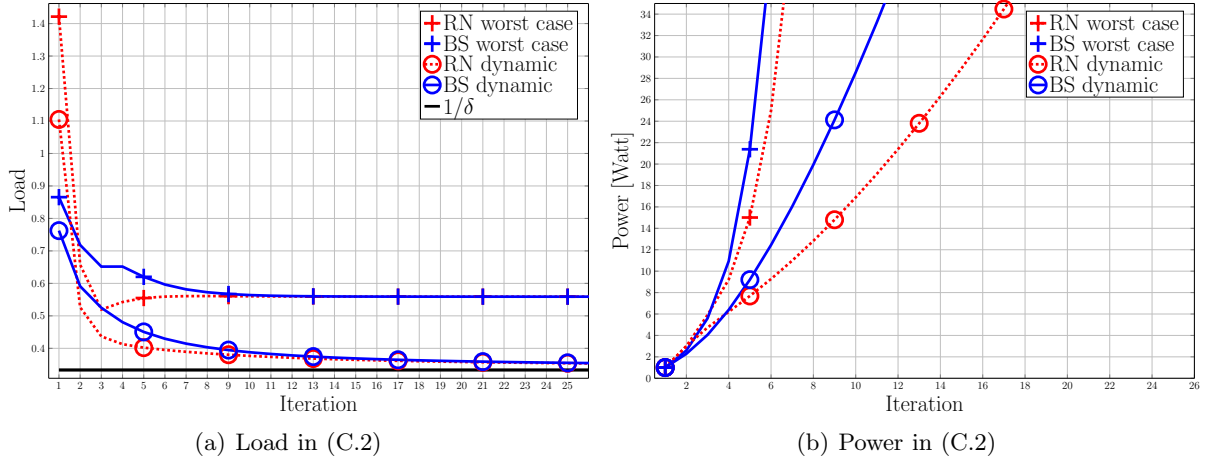 1.4
1.3
1.2
1.1
1
0.9
0.8
0.7
0.6
0.5
0.4
Load
1 2 3 4 5 6 7 8 9 10 11 12 13 14 15 16 17 18 19 20 21 22 23 24 25
Iteration
RN worst case
BS worst case
RN dynamic
BS dynamic
1/δ
(a) Load in (C.2)
34
32
30
28
26
24
22
20
18
16
14
12
10
8
6
4
2
0
Power [Watt]
2 4 6 8 10 12 14 16 18 20 22 24 26
Iteration
RN worst case
BS worst case
RN dynamic
BS dynamic
(b) Power in (C.2)